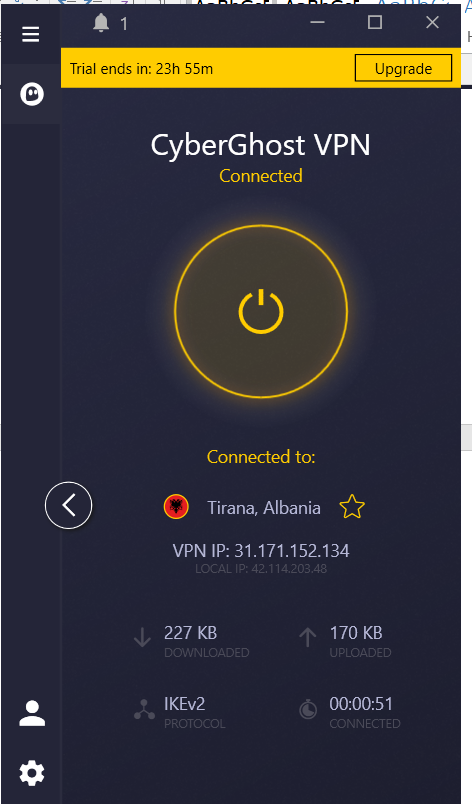 1
Trial ends in: 23h 55m
Upgrade
CyberGhost VPN
Connected
Connected to:
Tirana, Albania
VPN IP: 31.171.152.134
LOCAL IP: 42.114.203.48
227 KB
170 KB
DOWNLOADED
UPLOADED
IKEv2
00:00:51
PROTOCOL
CONNECTED